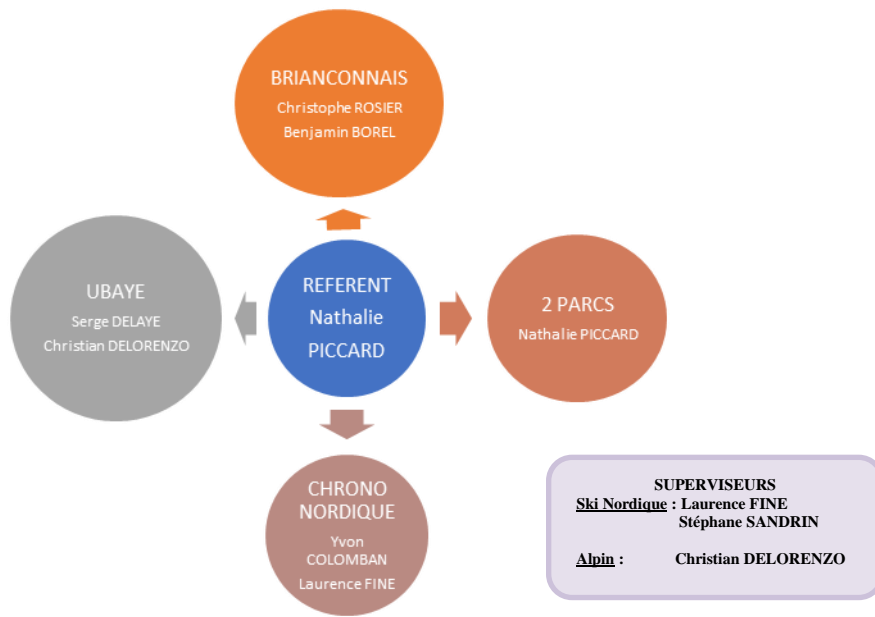 BRIANCONNAIS
Christophe ROSIER
Benjamin BOREL
UBAYE
Serge DELAYE
Christian DELORENZO
REFERENT
Nathalie
PICCARD
2 PARCS
Nathalie PICCARD
CHRONO
NORDIQUE
Yvon
COLOMBAN
Laurence FINE
SUPERVISEURS
Ski Nordique : Laurence FINE
Stéphane SANDRIN
Alpin : Christian DELORENZO